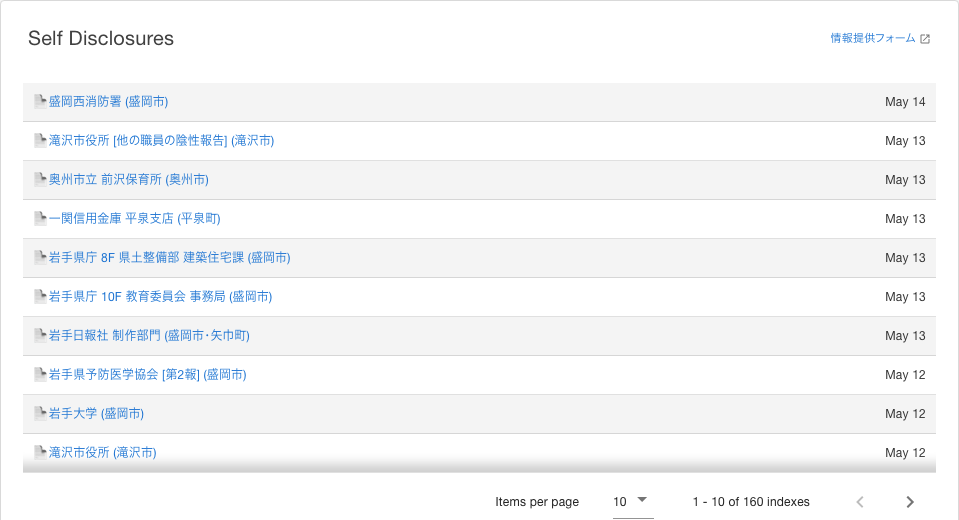 Self Disclosures
情報提供フォーム
盛岡西消防署 (盛岡市) May 14
滝沢市役所 [他の職員の陰性報告] (滝沢市) May 13
奥州市立 前沢保育所 (奥州市) May 13
一関信用金庫 平泉支店 (平泉町) May 13
岩手県庁 8F 県土整備部 建築住宅課 (盛岡市) May 13
岩手県庁 10F 教育委員会 事務局 (盛岡市) May 13
岩手日報社 制作部門 (盛岡市･矢巾町) May 13
岩手県予防医学協会 [第2報] (盛岡市) May 12
岩手大学 (盛岡市) May 12
滝沢市役所 (滝沢市) May 12
Items per page 10 1 - 10 of 160 indexes